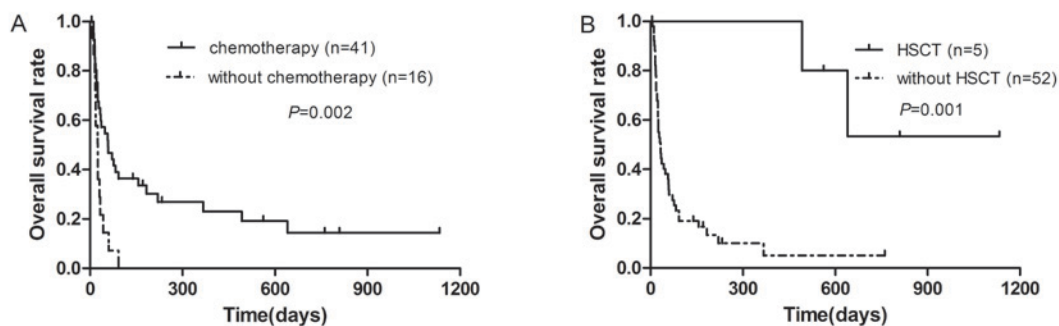 A
chemotherapy (n=41)
without chemotherapy (n=16)
P=0.002
Overall survival rate
1.0
0.8
0.6
0.4
0.2
0.0
0 300 600 900 1200
Time(days)
B
HSCT (n=5)
without HSCT (n=52)
P=0.001
Overall survival rate
1.0
0.8
0.6
0.4
0.2
0.0
0 300 600 900 1200
Time(days)